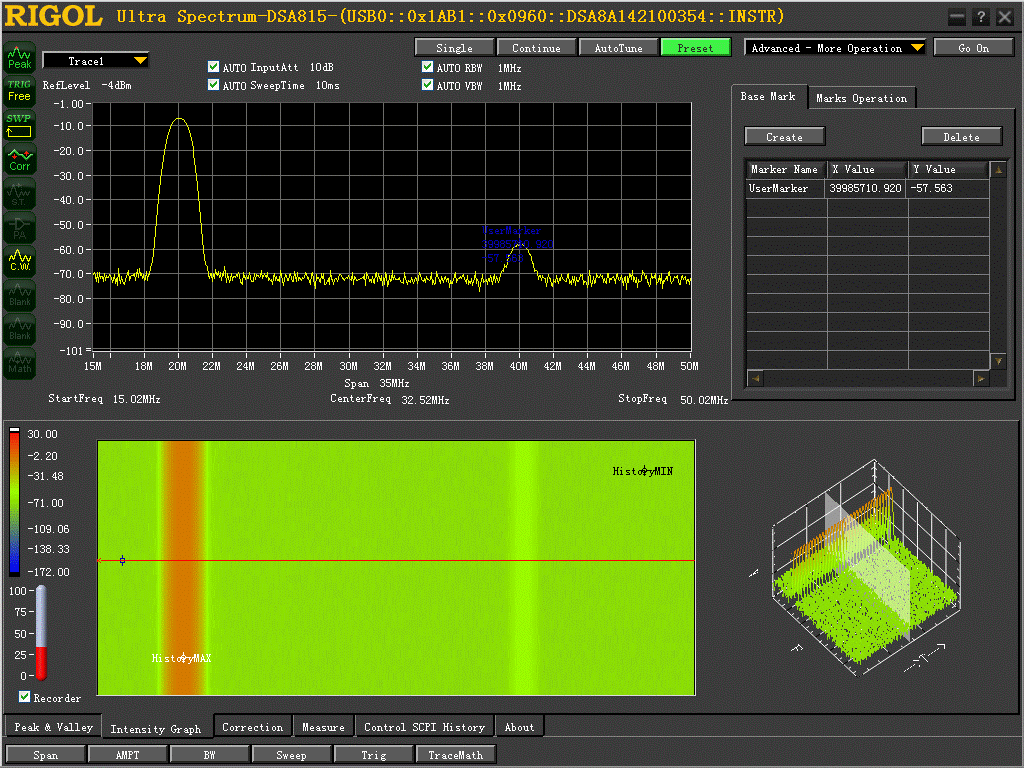 RIGOL Ultra Spectrum-DSA815-(USB0::0x1AB1::0x0960::DSA8A142100354::INSTR)
Single Continue AutoTune Preset Advanced - More Operation Go On
Peak
Trace1
AUTO InputAtt 10dB AUTO RBW 1MHz
TRIG
Free
RefLevel -4dBm AUTO SweepTime 10ms AUTO VBW 1MHz
SWP
Corr
S.T.
PA
C.W.
Blank
Blank
Math
-1.00
-10.0
-20.0
-30.0
-40.0
-50.0
-60.0
-70.0
-80.0
-90.0
-101
UserMarker
39985710.920
-57.563
15M 18M 20M 22M 24M 26M 28M 30M 32M 34M 36M 38M 40M 42M 44M 46M 48M 50M
Span 35MHz
StartFreq 15.02MHz CenterFreq 32.52MHz StopFreq 50.02MHz
Base Mark Marks Operation
Create Delete
Marker Name X Value Y Value
UserMarker 39985710.920 -57.563
30.00
-2.20
-31.48
-71.00
-109.06
-138.33
-172.00
100
75
50
25
0
Recorder
HistoryMIN
HistoryMAX
Peak & Valley Intensity Graph Correction Measure Control SCPI History About
Span AMPT BW Sweep Trig TraceMath